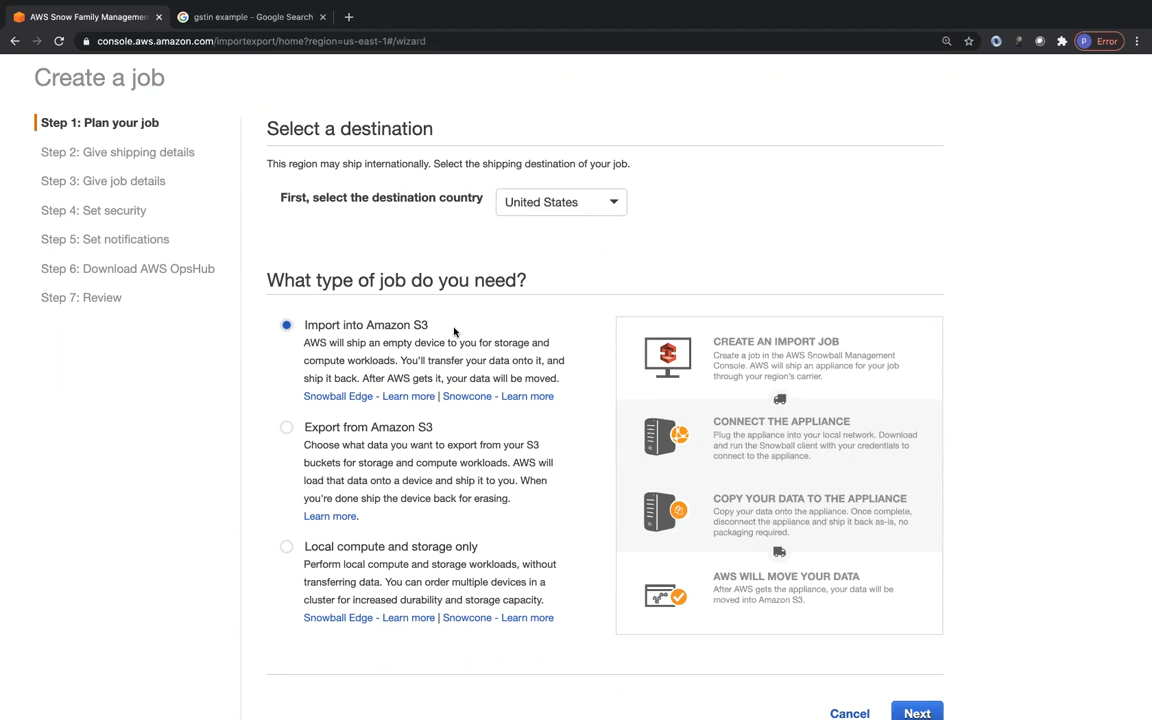 AWS Snow Family Management
gstin example - Google Search
console.aws.amazon.com/importexport/home?region=us-east-1#/wizard
P Error
Create a job
Step 1: Plan your job
Step 2: Give shipping details
Step 3: Give job details
Step 4: Set security
Step 5: Set notifications
Step 6: Download AWS OpsHub
Step 7: Review
Select a destination
This region may ship internationally. Select the shipping destination of your job.
First, select the destination country
United States
What type of job do you need?
Import into Amazon S3
AWS will ship an empty device to you for storage and
compute workloads. You'll transfer your data onto it, and
ship it back. After AWS gets it, your data will be moved.
Snowball Edge - Learn more | Snowcone - Learn more
Export from Amazon S3
Choose what data you want to export from your S3
buckets for storage and compute workloads. AWS will
load that data onto a device and ship it to you. When
you're done ship the device back for erasing.
Learn more.
Local compute and storage only
Perform local compute and storage workloads, without
transferring data. You can order multiple devices in a
cluster for increased durability and storage capacity.
Snowball Edge - Learn more | Snowcone - Learn more
CREATE AN IMPORT JOB
Create a job in the AWS Snowball Management
Console. AWS will ship an appliance for your job
through your region's carrier.
CONNECT THE APPLIANCE
Plug the appliance into your local network. Download
and run the Snowball client with your credentials to
connect to the appliance.
COPY YOUR DATA TO THE APPLIANCE
Copy your data onto the appliance. Once complete,
disconnect the appliance and ship it back as-is, no
packaging required.
AWS WILL MOVE YOUR DATA
After AWS gets the appliance, your data will be
moved into Amazon S3.
Cancel
Next